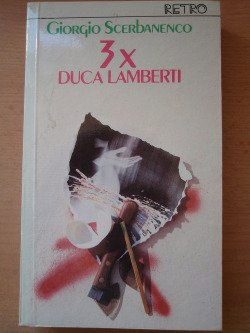 RETRO
GIORGIO SCERBANENCO
3 X
DUCA LAMBERTI